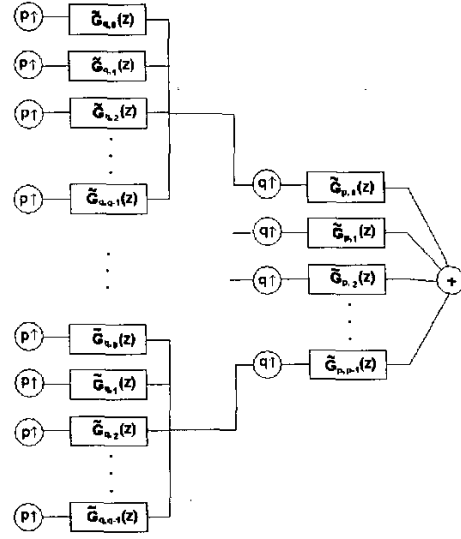 p↑ G̃q,0(z)
p↑ G̃q,1(z)
p↑ G̃q,2(z)
p↑ G̃q,q-1(z)
q↑ G̃p,0(z)
q↑ G̃p,1(z)
q↑ G̃p,2(z)
+
q↑ G̃p,p-1(z)
p↑ G̃q,0(z)
p↑ G̃q,1(z)
p↑ G̃q,2(z)
p↑ G̃q,q-1(z)